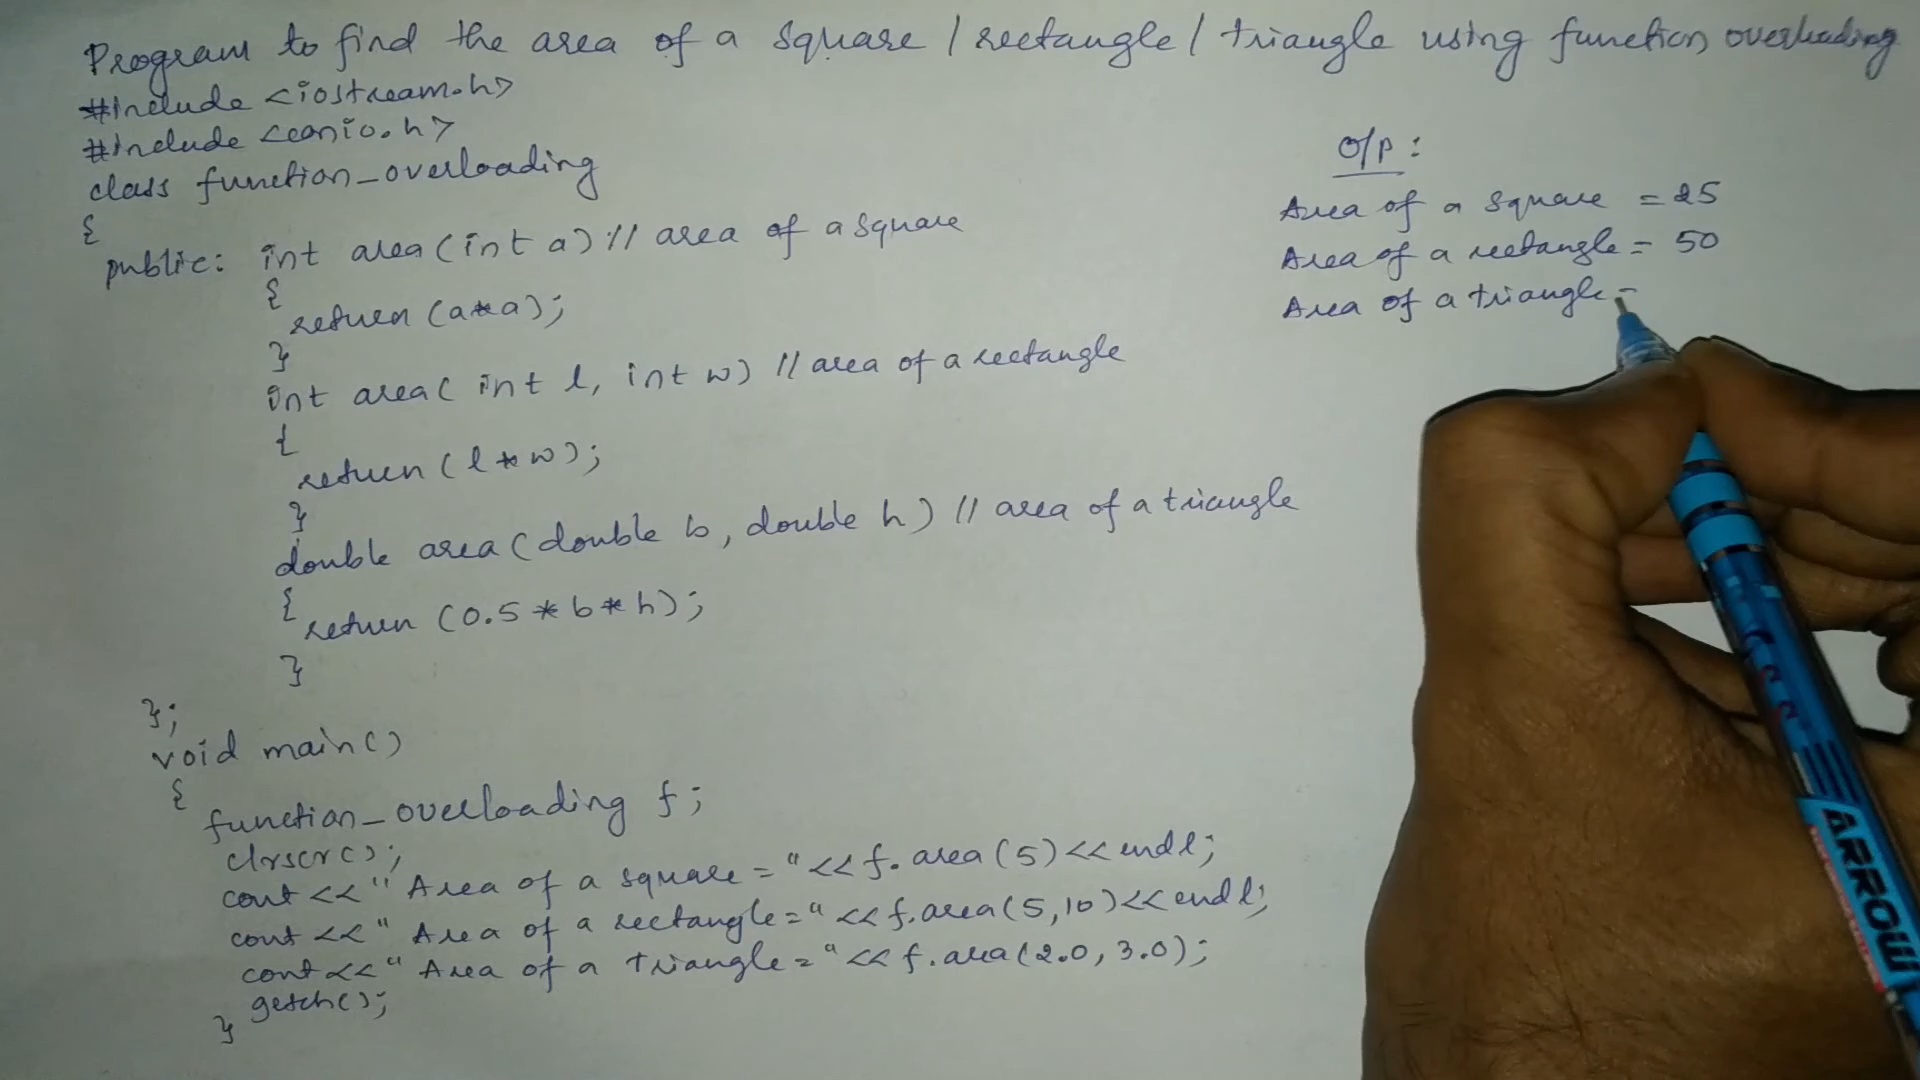 Program to find the area of a square / rectangle / triangle using function overloading
#include <iostream.h>
#include <conio.h>
class function_overloading
{
public: int area(int a) // area of a square
{
return (a*a);
}
int area( int l, int w) // area of a rectangle
{
return (l*w);
}
double area(double b, double h) // area of a triangle
{
return (0.5 * b * h);
}
};
void main()
{
function_overloading f;
clrscr();
cout << "Area of a square = "<< f.area(5)<<endl;
cout << "Area of a rectangle=" << f.area(5,10)<<endl;
cout<<"Area of a triangle="<< f.area(2.0, 3.0);
getch();
}
O/P :
Area of a square = 25
Area of a rectangle = 50
Area of a triangle =
ARROW